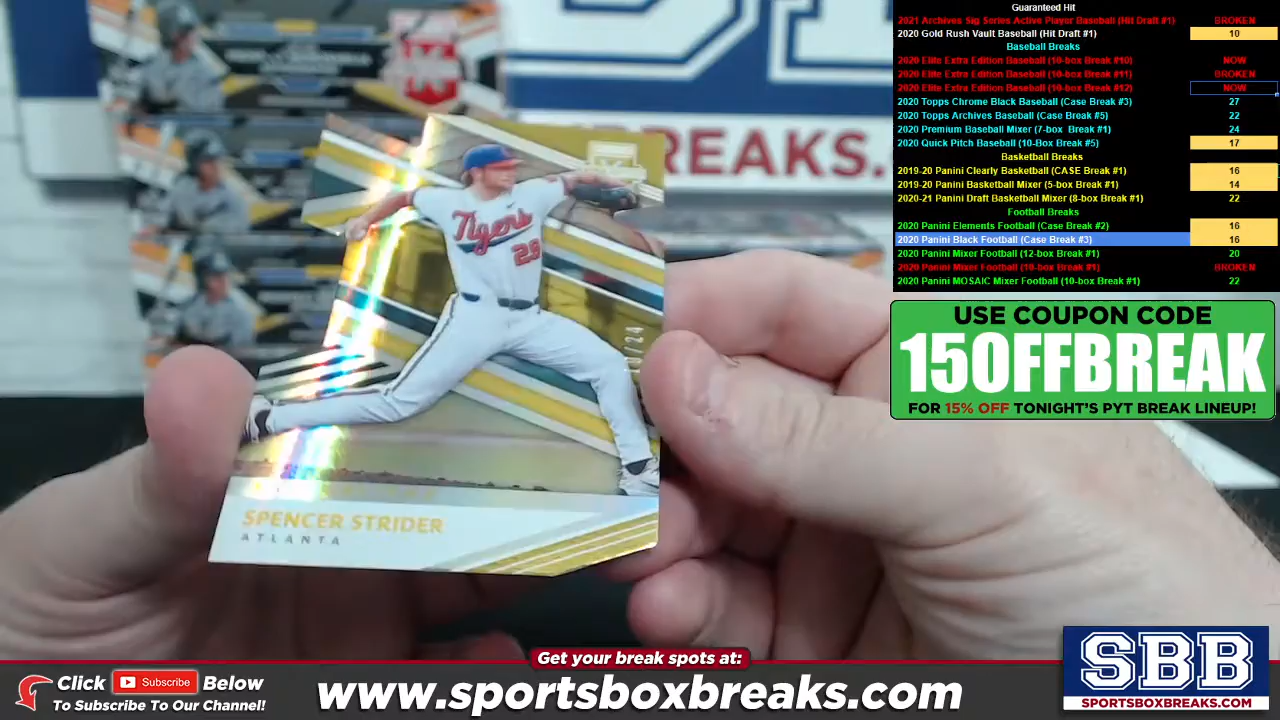 Guaranteed Hit
2021 Archives Sig Series Active Player Baseball (Hit Draft #1) BROKEN
2020 Gold Rush Vault Baseball (Hit Draft #1) 10
Baseball Breaks
2020 Elite Extra Edition Baseball (10-box Break #10) NOW
2020 Elite Extra Edition Baseball (10-box Break #11) BROKEN
2020 Elite Extra Edition Baseball (10-box Break #12) NOW
2020 Topps Chrome Black Baseball (Case Break #3) 27
2020 Topps Archives Baseball (Case Break #5) 22
2020 Premium Baseball Mixer (7-box Break #1) 24
2020 Quick Pitch Baseball (10-Box Break #5) 17
Basketball Breaks
2019-20 Panini Clearly Basketball (CASE Break #1) 16
2019-20 Panini Basketball Mixer (5-box Break #1) 14
2020-21 Panini Draft Basketball Mixer (8-box Break #1) 22
Football Breaks
2020 Panini Elements Football (Case Break #2) 16
2020 Panini Black Football (Case Break #3) 16
2020 Panini Mixer Football (12-box Break #1) 20
2020 Panini Mixer Football (18-box Break #1) BROKEN
2020 Panini MOSAIC Mixer Football (10-box Break #1) 22
USE COUPON CODE
15OFFBREAK
FOR 15% OFF TONIGHT'S PYT BREAK LINEUP!
REAKS.
Tigers
28
SPENCER STRIDER
ATLANTA
Get your break spots at:
www.sportsboxbreaks.com
Click Subscribe Below
To Subscribe To Our Channel!
SBB
SPORTSBOXBREAKS.COM